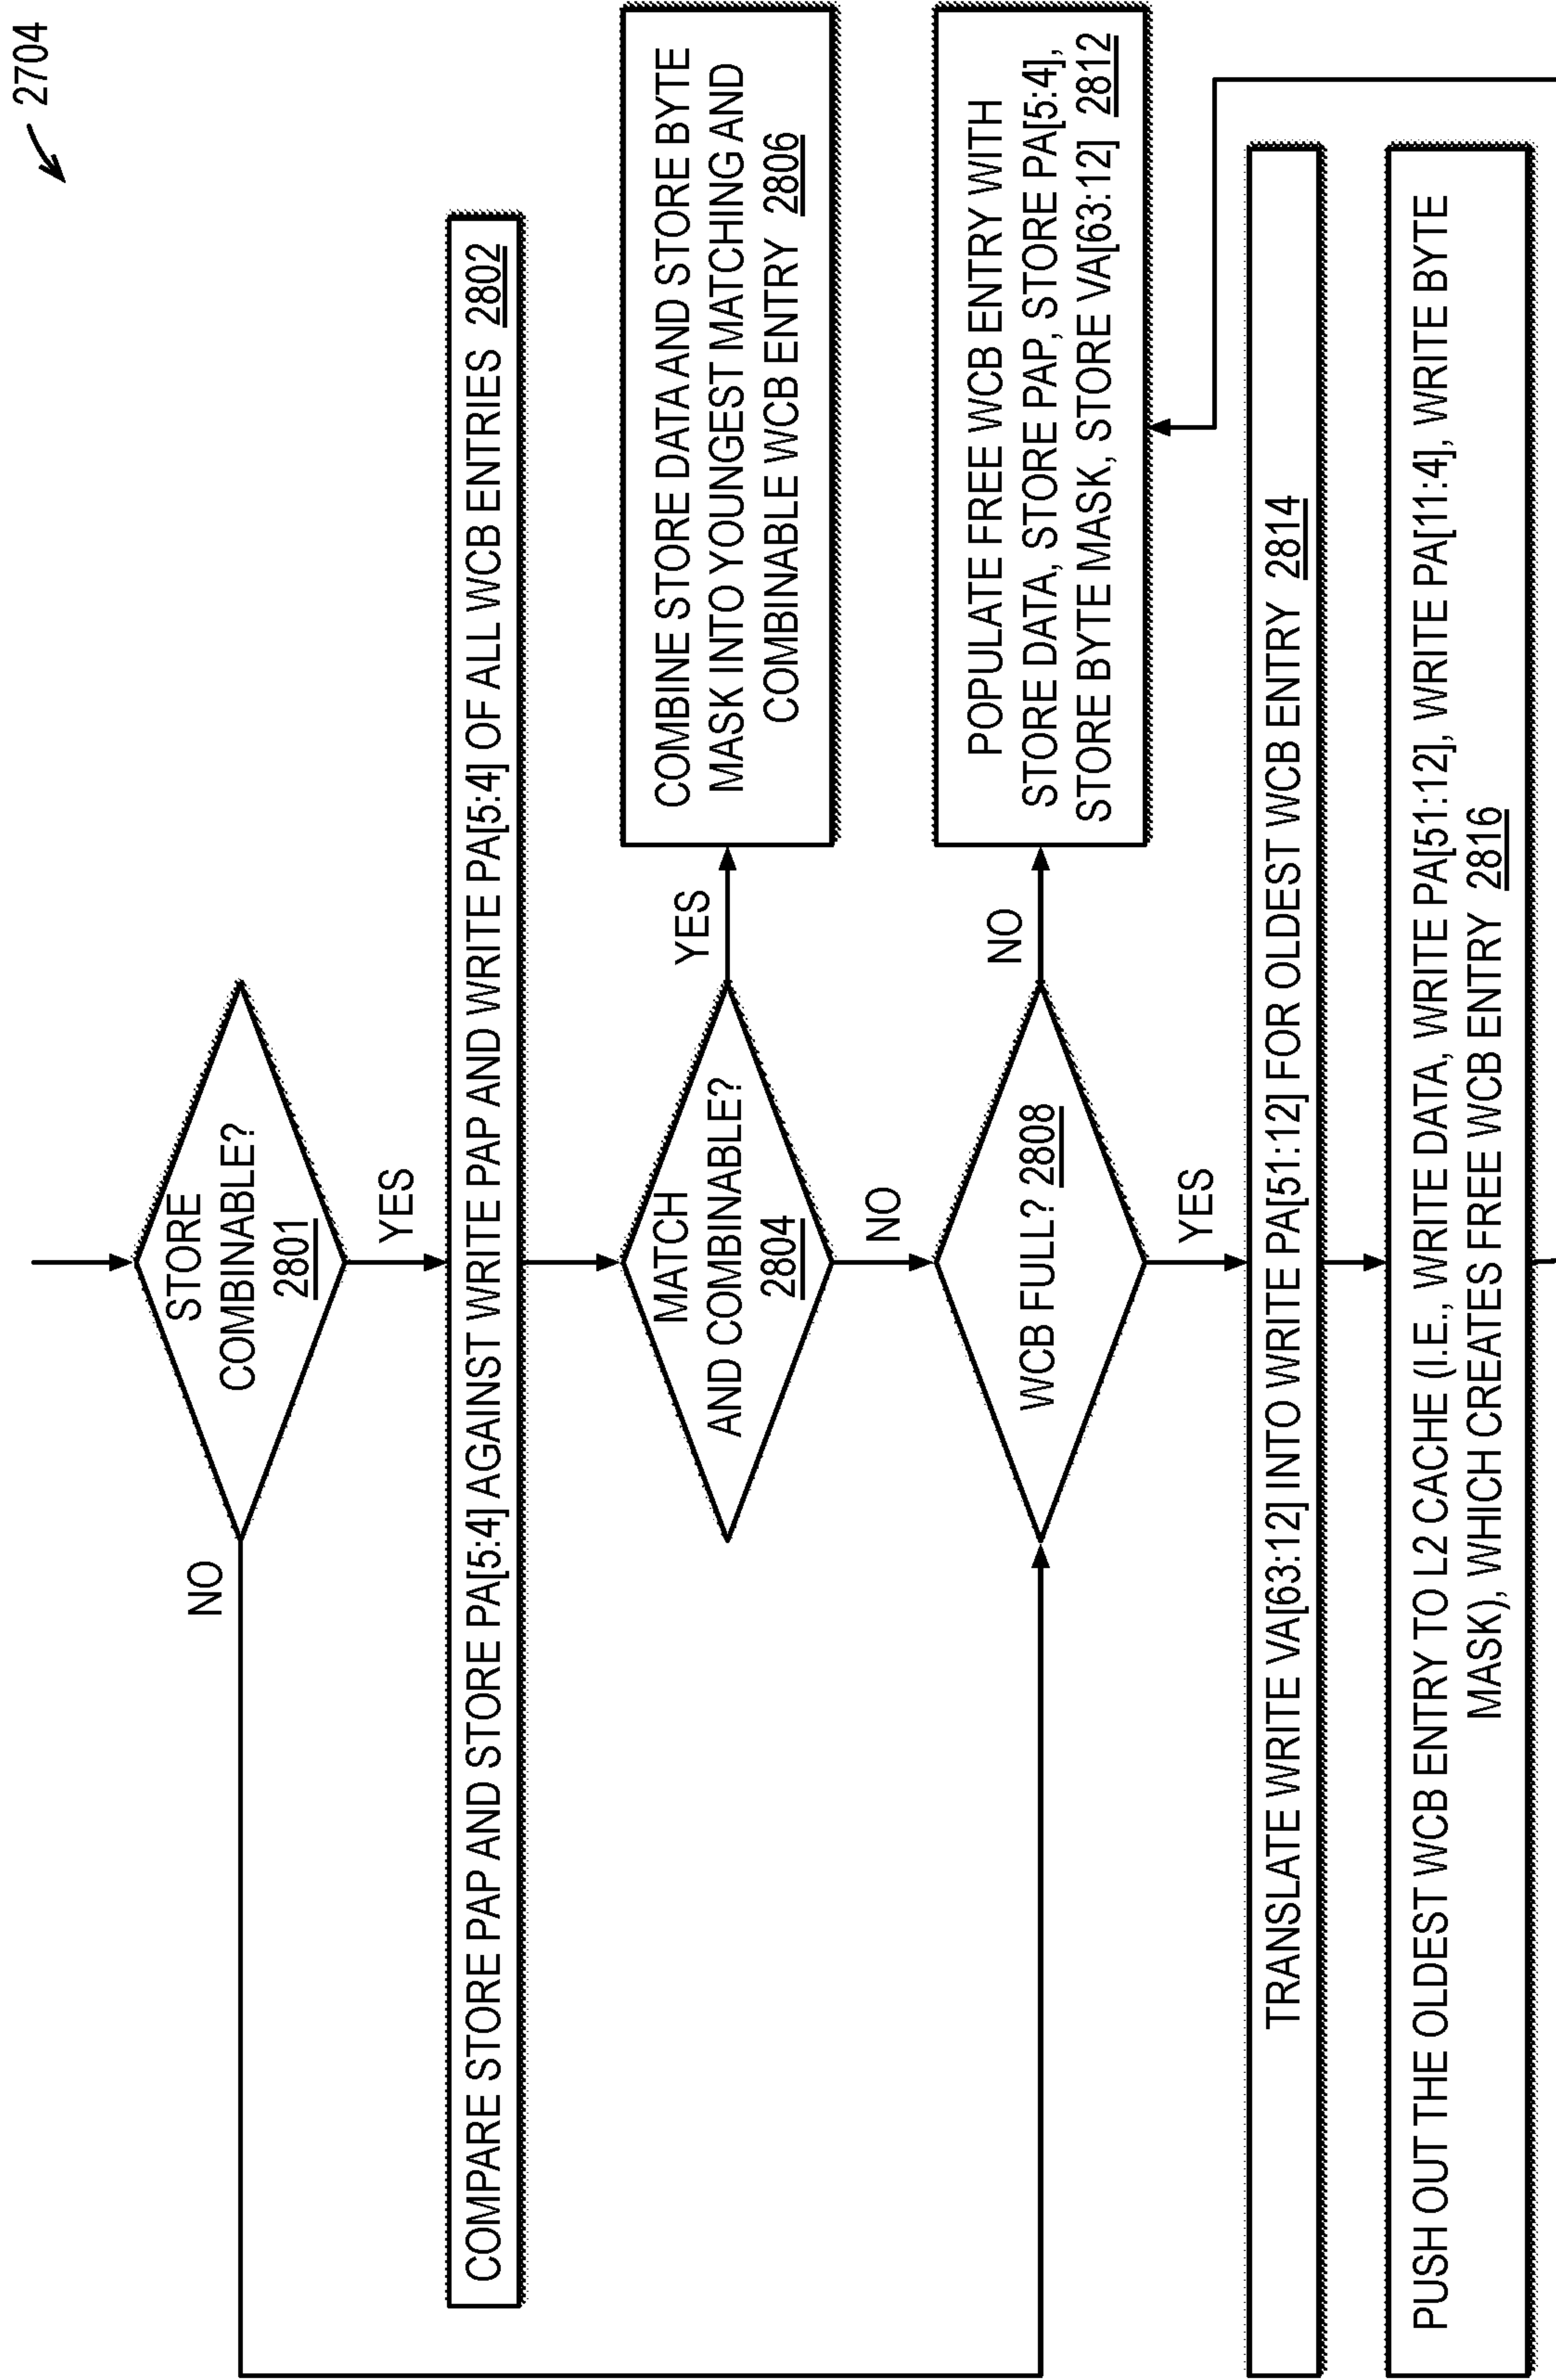 2704
STORE
COMBINABLE?
2801
NO
YES
COMPARE STORE PAP AND STORE PA[5:4] AGAINST WRITE PAP AND WRITE PA[5:4] OF ALL WCB ENTRIES 2802
MATCH
AND COMBINABLE?
2804
YES
COMBINE STORE DATA AND STORE BYTE
MASK INTO YOUNGEST MATCHING AND
COMBINABLE WCB ENTRY 2806
NO
WCB FULL? 2808
NO
POPULATE FREE WCB ENTRY WITH
STORE DATA, STORE PAP, STORE PA[5:4],
STORE BYTE MASK, STORE VA[63:12] 2812
YES
TRANSLATE WRITE VA[63:12] INTO WRITE PA[51:12] FOR OLDEST WCB ENTRY 2814
PUSH OUT THE OLDEST WCB ENTRY TO L2 CACHE (I.E., WRITE DATA, WRITE PA[51:12], WRITE PA[11:4], WRITE BYTE
MASK), WHICH CREATES FREE WCB ENTRY 2816